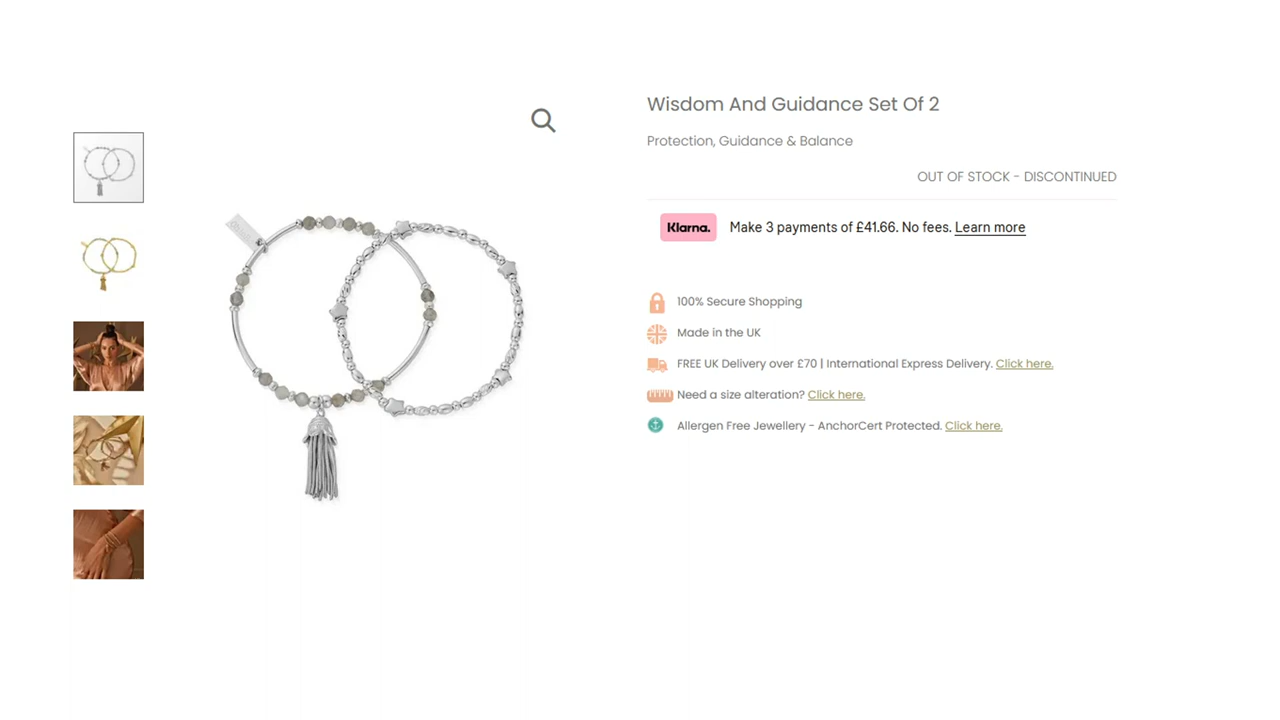 Wisdom And Guidance Set Of 2
Protection, Guidance & Balance
OUT OF STOCK - DISCONTINUED
Klarna. Make 3 payments of £41.66. No fees. Learn more
100% Secure Shopping
Made in the UK
FREE UK Delivery over £70 | International Express Delivery. Click here.
Need a size alteration? Click here.
Allergen Free Jewellery - AnchorCert Protected. Click here.